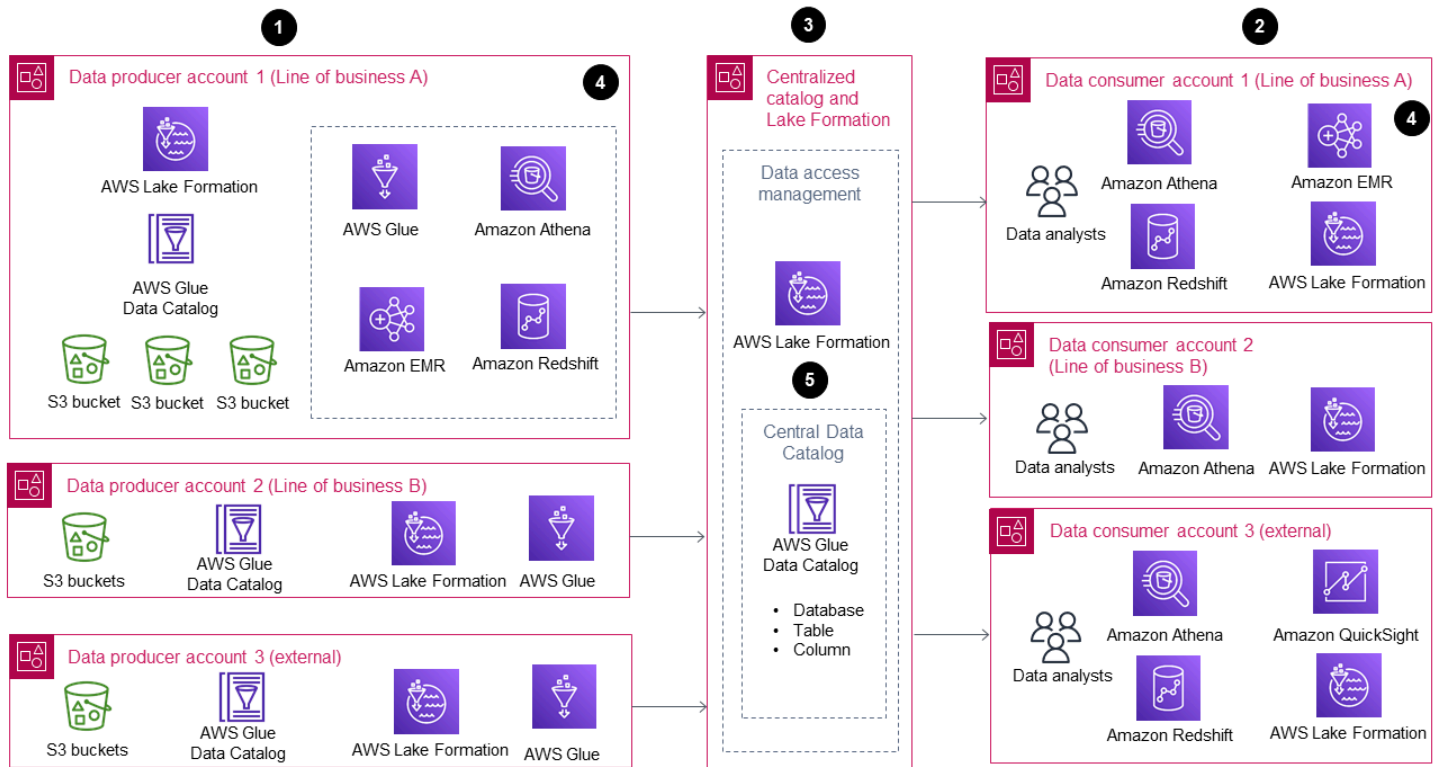 1
3
2
Data producer account 1 (Line of business A)
4
AWS Lake Formation
AWS Glue
Data Catalog
S3 bucket
S3 bucket
S3 bucket
AWS Glue
Amazon Athena
Amazon EMR
Amazon Redshift
Data producer account 2 (Line of business B)
S3 buckets
AWS Glue
Data Catalog
AWS Lake Formation
AWS Glue
Data producer account 3 (external)
S3 buckets
AWS Glue
Data Catalog
AWS Lake Formation
AWS Glue
Centralized
catalog and
Lake Formation
Data access
management
AWS Lake Formation
5
Central Data
Catalog
AWS Glue
Data Catalog
• Database
• Table
• Column
Data consumer account 1 (Line of business A)
4
Data analysts
Amazon Athena
Amazon EMR
Amazon Redshift
AWS Lake Formation
Data consumer account 2
(Line of business B)
Data analysts
Amazon Athena
AWS Lake Formation
Data consumer account 3 (external)
Data analysts
Amazon Athena
Amazon QuickSight
Amazon Redshift
AWS Lake Formation